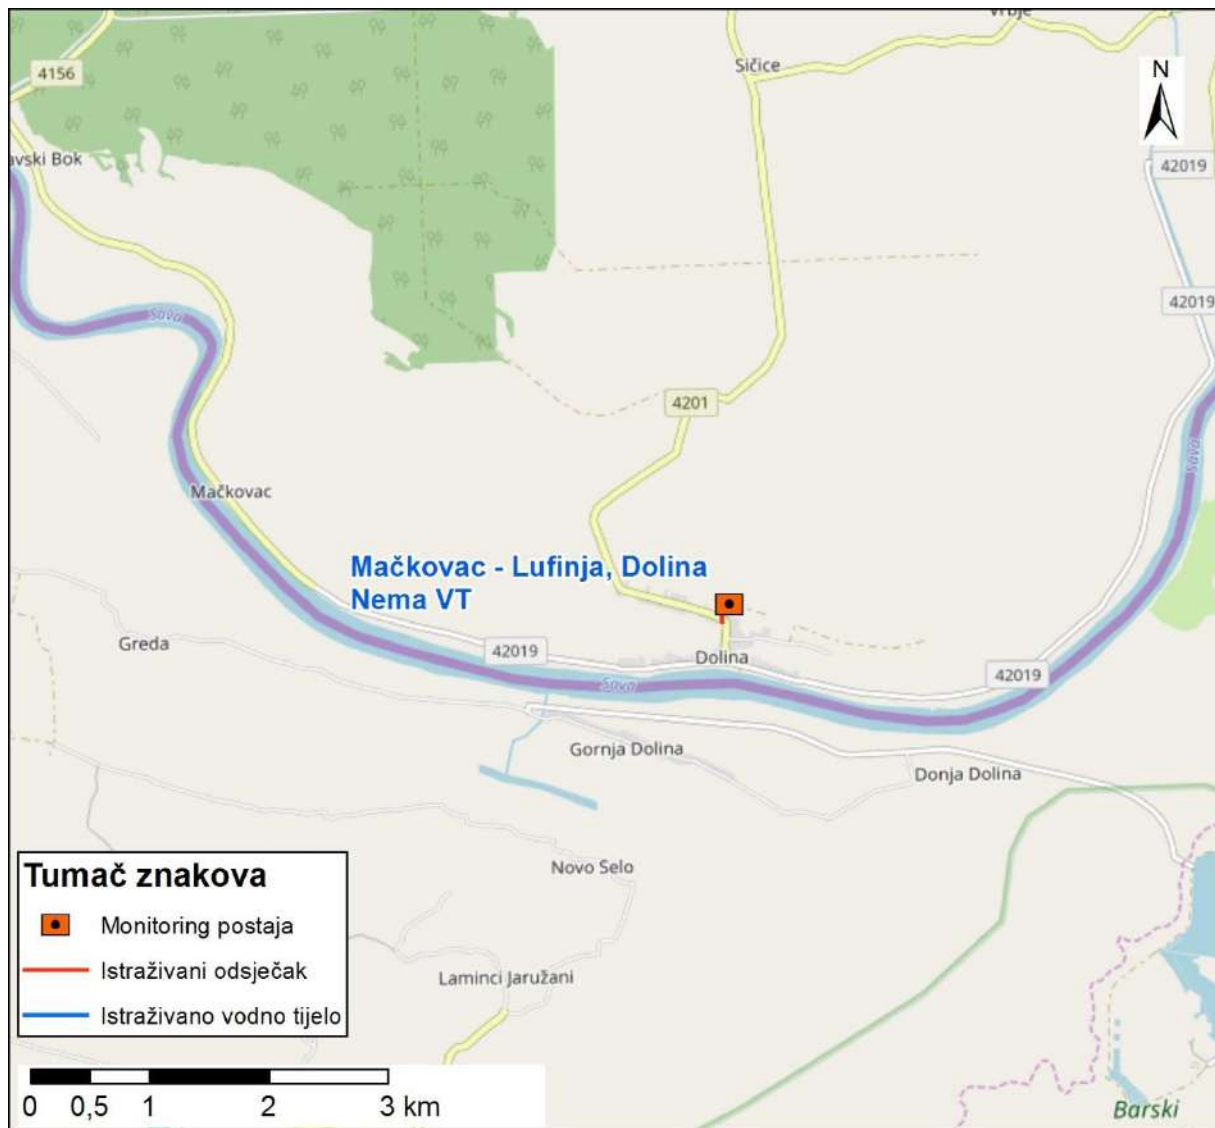 Vrbje
4156
Sičice
N
avski Bok
42019
Sava
42019
4201
Sava
Mačkovac
Mačkovac - Lufinja, Dolina
Nema VT
Greda
42019
Dolina
42019
Sava
Gornja Dolina
Donja Dolina
Novo Selo
Tumač znakova
Monitoring postaja
Istraživani odsječak
Istraživano vodno tijelo
Laminci Jaružani
0 0,5 1 2 3 km
Barski